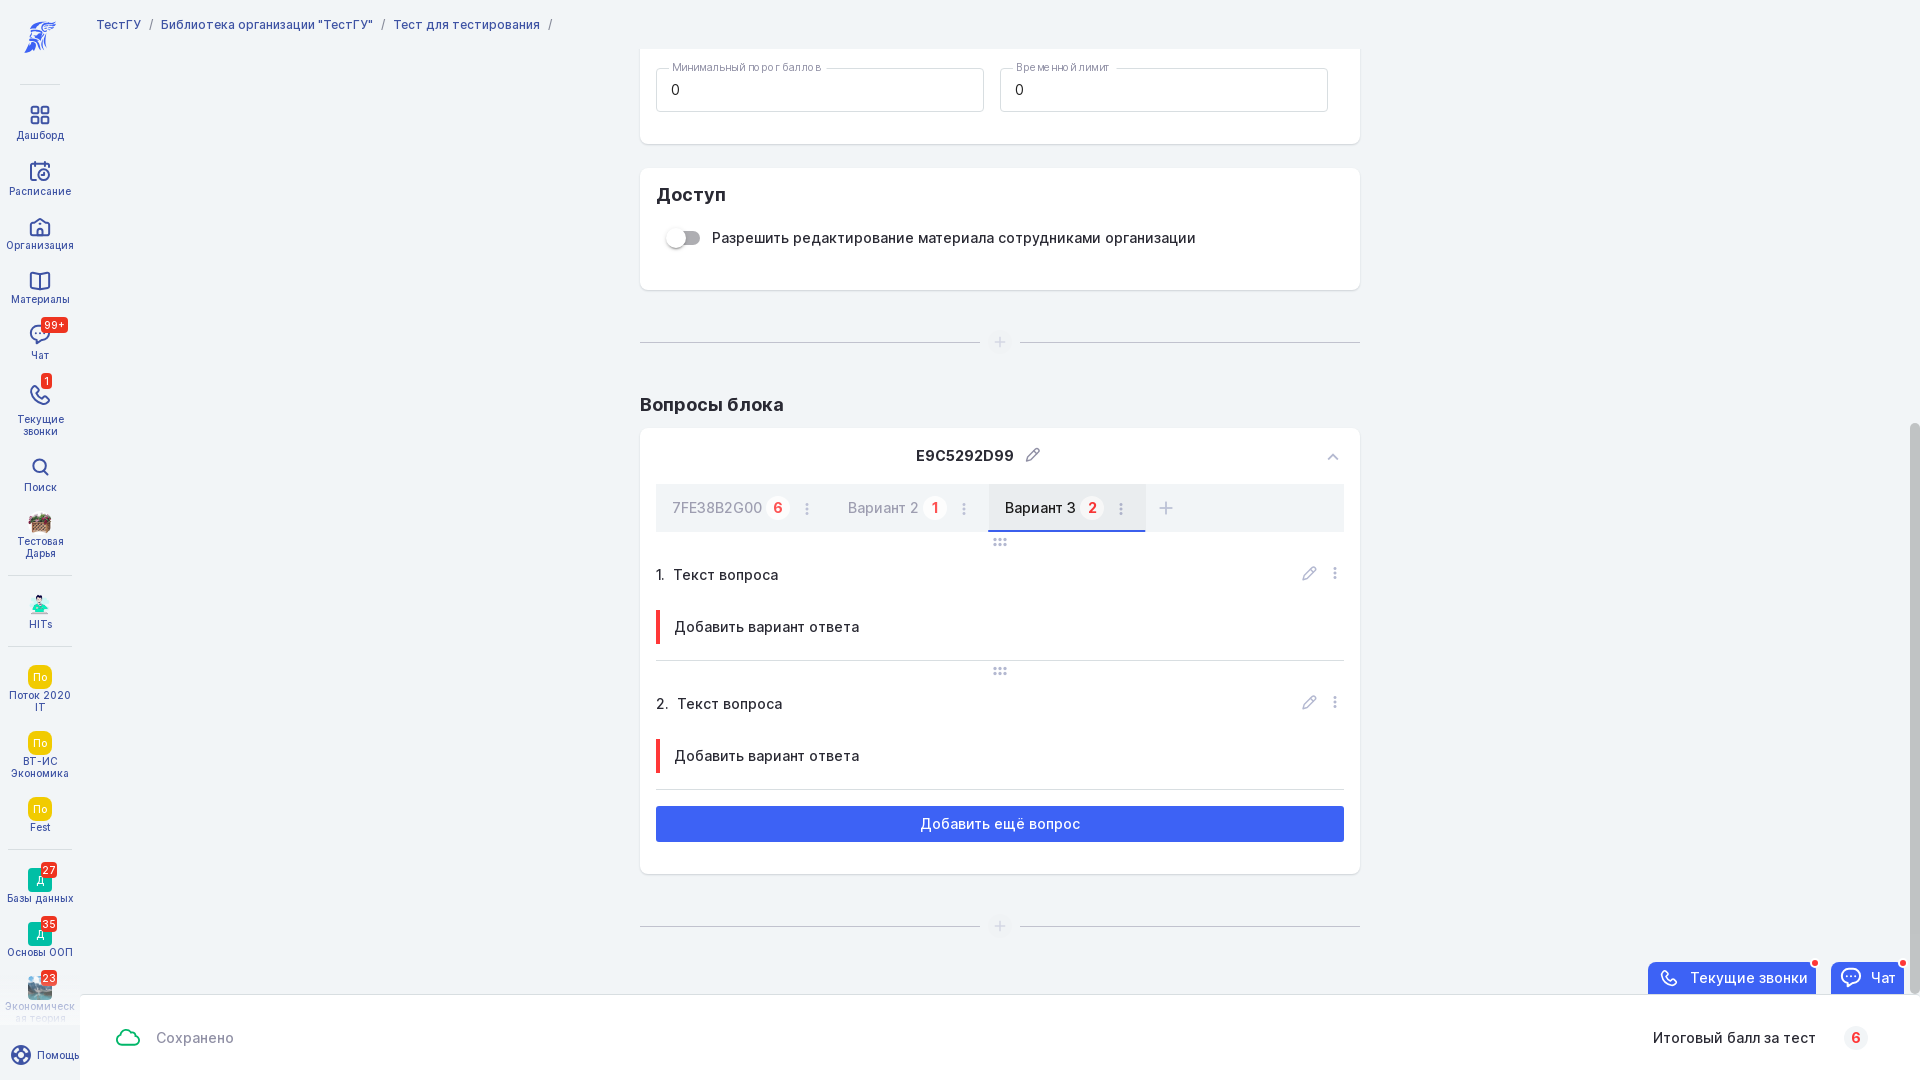 ТестГУ / Библиотека организации "ТестГУ" / Тест для тестирования /
Дашборд
Расписание
Организация
Материалы
99+
Чат
1
Текущие
звонки
Поиск
Тестовая
Дарья
HITs
По
Поток 2020
IT
По
ВТ-ИС
Экономика
По
Fest
27
Д
Базы данных
35
Д
Основы ООП
23
Экономическ
ая теория
Помощь
Минимальный порог баллов
0
Временной лимит
0
Доступ
Разрешить редактирование материала сотрудниками организации
Вопросы блока
E9C5292D99
7FE38B2G00 6 Вариант 2 1 Вариант 3 2
1. Текст вопроса
Добавить вариант ответа
2. Текст вопроса
Добавить вариант ответа
Добавить ещё вопрос
Текущие звонки
Чат
Сохранено
Итоговый балл за тест 6